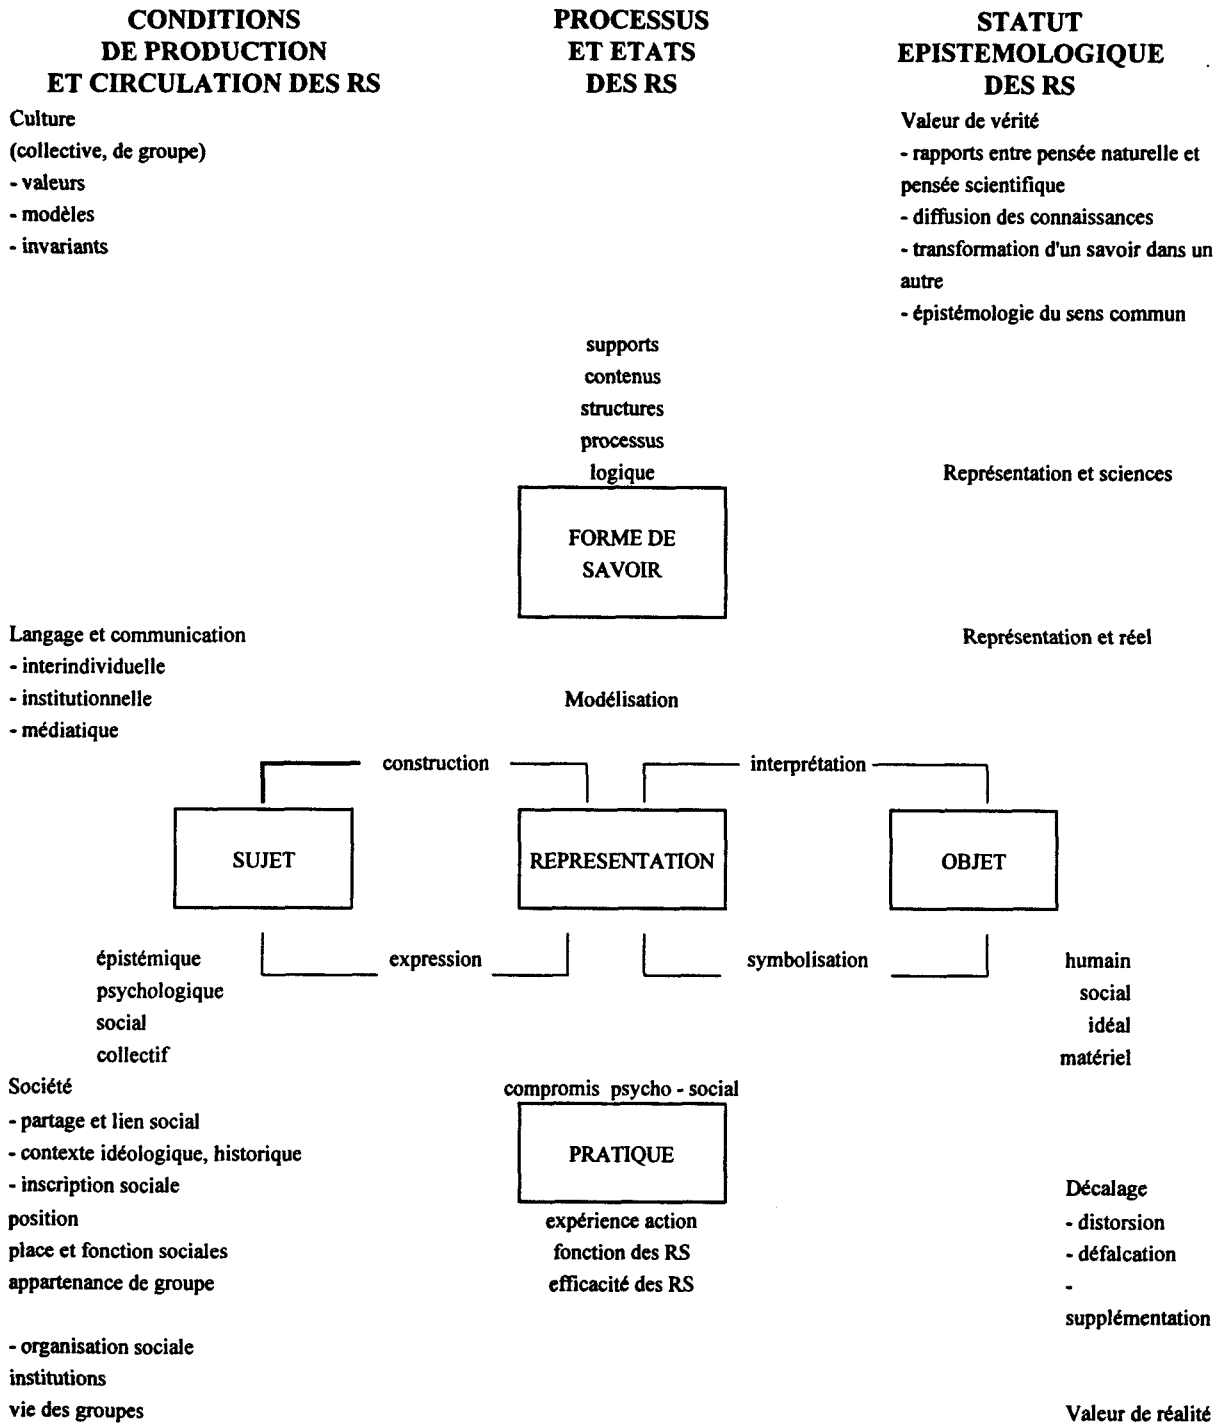 CONDITIONS
DE PRODUCTION
ET CIRCULATION DES RS
PROCESSUS
ET ETATS
DES RS
STATUT
EPISTEMOLOGIQUE
DES RS
Culture
(collective, de groupe)
- valeurs
- modèles
- invariants
Valeur de vérité
- rapports entre pensée naturelle et
pensée scientifique
- diffusion des connaissances
- transformation d'un savoir dans un
autre
- épistémologie du sens commun
supports
contenus
structures
processus
logique
Représentation et sciences
FORME DE
SAVOIR
Langage et communication
- interindividuelle
- institutionnelle
- médiatique
Représentation et réel
Modélisation
construction
interprétation
SUJET
REPRESENTATION
OBJET
expression
symbolisation
épistémique
psychologique
social
collectif
humain
social
idéal
matériel
Société
- partage et lien social
- contexte idéologique, historique
- inscription sociale
position
place et fonction sociales
appartenance de groupe
- organisation sociale
institutions
vie des groupes
compromis psycho - social
PRATIQUE
expérience action
fonction des RS
efficacité des RS
Décalage
- distorsion
- défalcation
-
supplémentation
Valeur de réalité